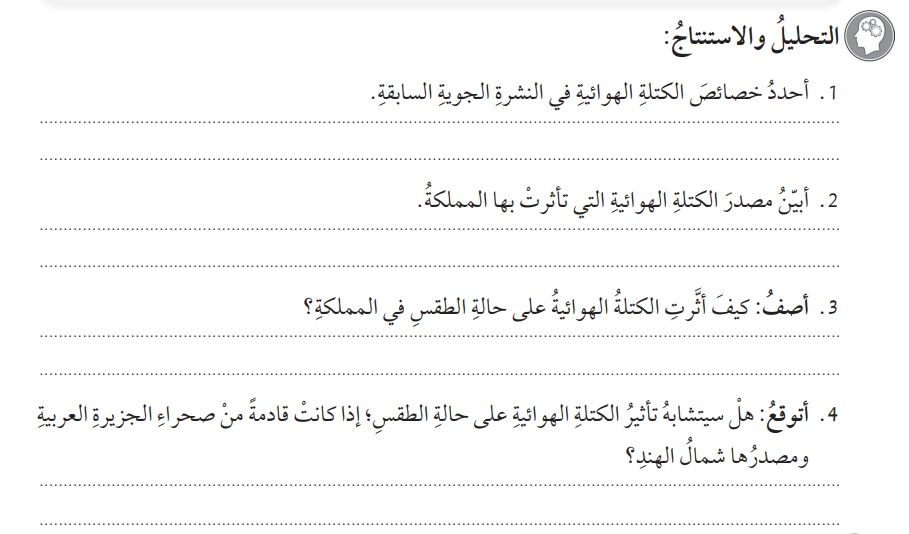 التحليلُ والاستنتاجُ:
1. أحددُ خصائصَ الكتلةِ الهوائيةِ في النشرةِ الجويةِ السابقةِ.
2. أبيّنُ مصدرَ الكتلةِ الهوائيةِ التي تأثرتْ بها المملكةُ.
3. أصفُ: كيفَ أثَّرتِ الكتلةُ الهوائيةُ على حالةِ الطقسِ في المملكةِ؟
4. أتوقعُ: هلْ سيتشابهُ تأثيرُ الكتلةِ الهوائيةِ على حالةِ الطقسِ؛ إذا كانتْ قادمةً منْ صحراءِ الجزيرةِ العربيةِ
ومصدرُها شمالُ الهندِ؟